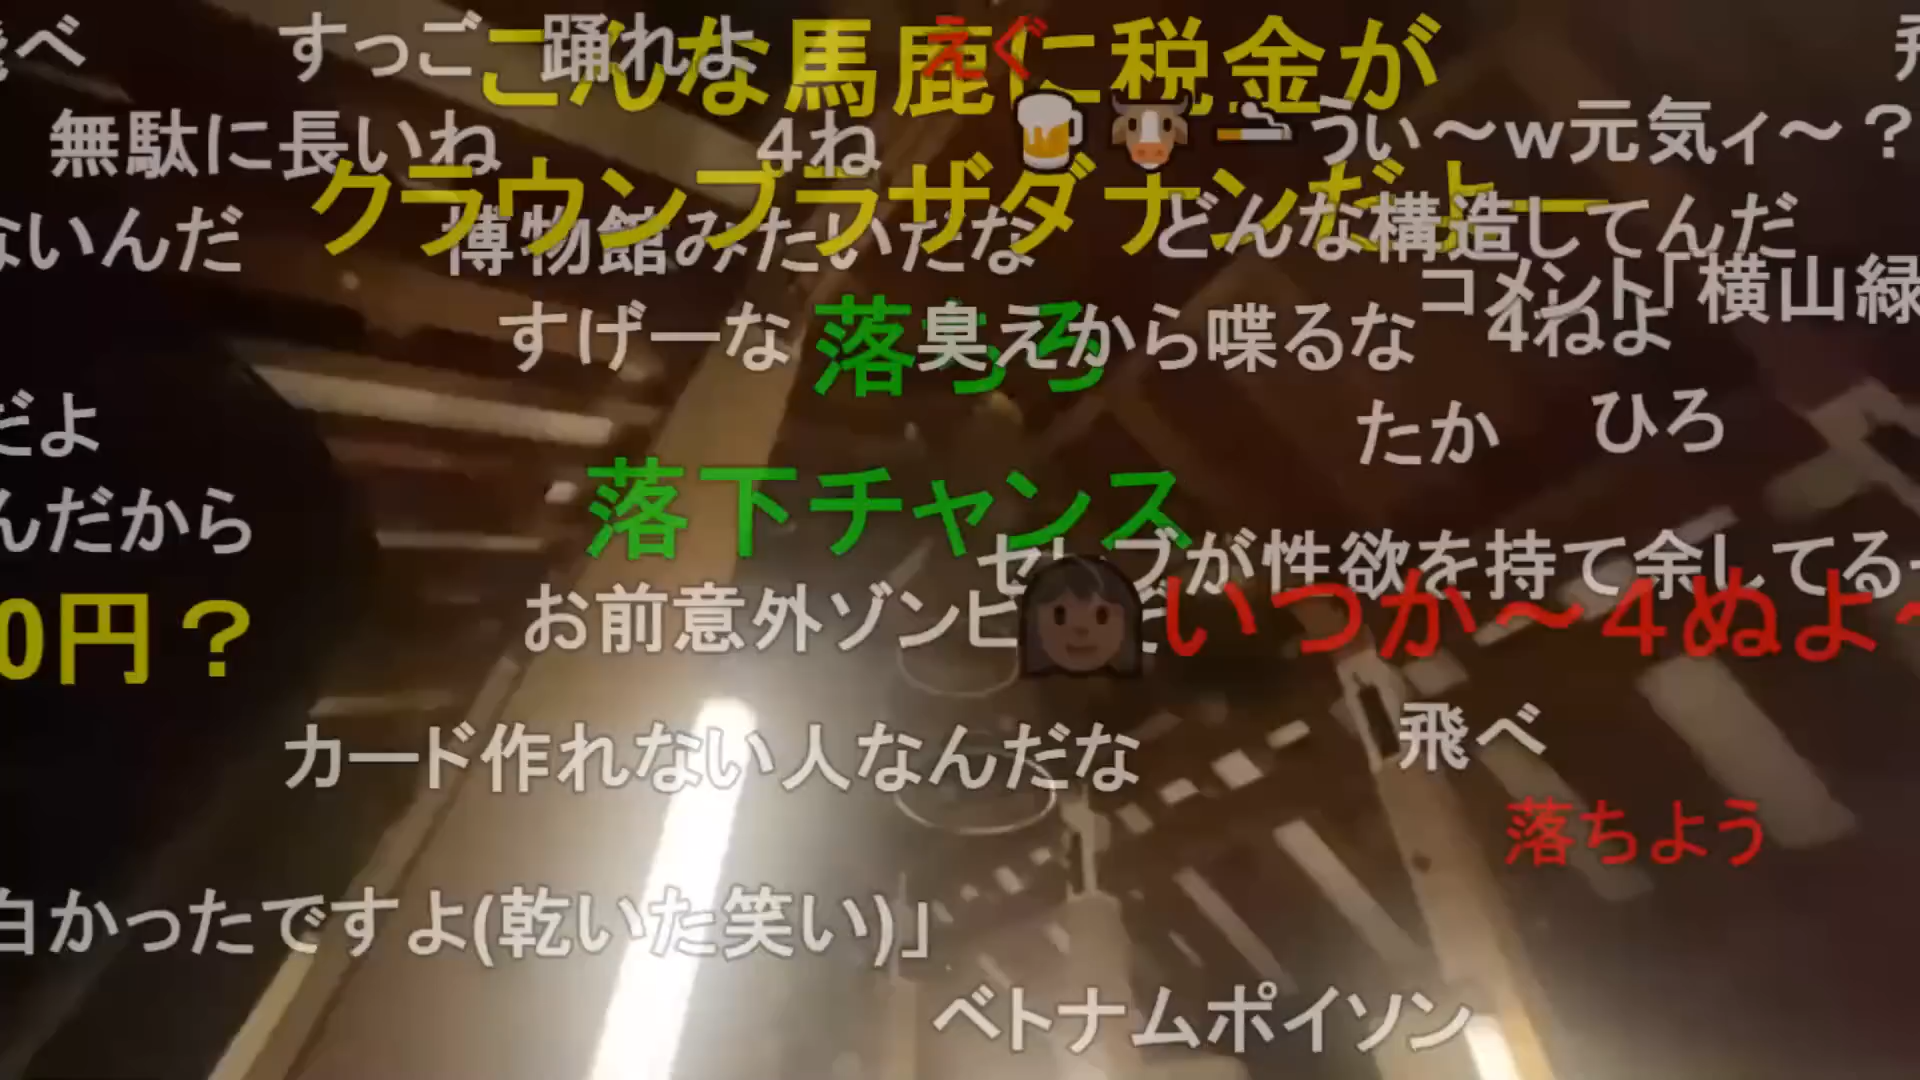 べ
すっご
踊れよ
こんな馬鹿に税金が
えぐ
無駄に長いね
4ね
🍺🐮🚬うぃ～w元気ィ～？
クラウンプラザダナンだよー
ないんだ
博物館みたいだな
どんな構造してんだ
コメント「横山緑
すげーな
落ちろ
臭えから喋るな
4ねよ
だよ
たか
ひろ
んだから
落下チャンス
セレブが性欲を持て余してる
0円？
お前意外ゾンビ
いつか～4ぬよ～
カード作れない人なんだな
飛べ
落ちよう
白かったですよ(乾いた笑い)」
ベトナムポイソン